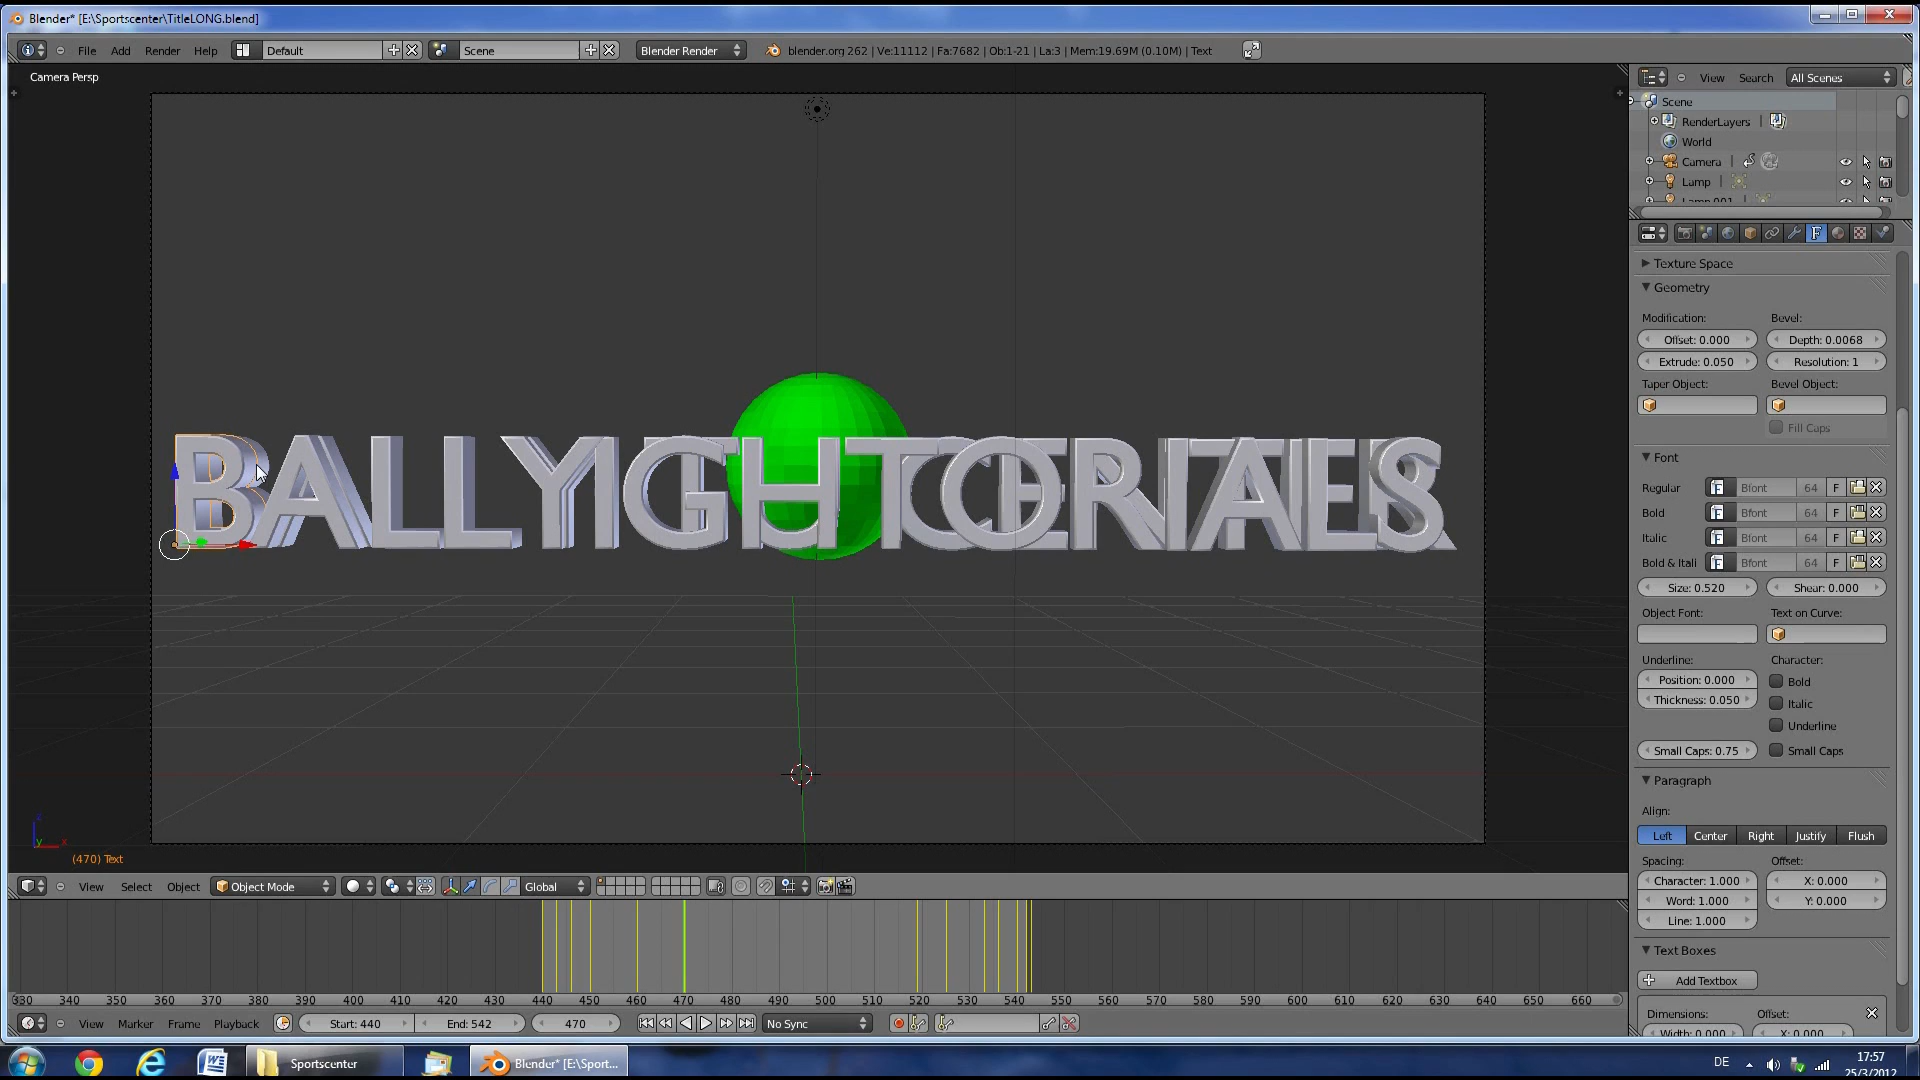 Blender* [E:\Sportscenter\TitleLONG.blend]
File Add Render Help Default Scene Blender Render blender.org 262 | Ve:11112 | Fa:7682 | Ob:1-21 | La:3 | Mem:19.69M (0.10M) | Text
Camera Persp
View Search All Scenes
Scene
RenderLayers
World
Camera
Lamp
Lamp.001
Texture Space
Geometry
Modification: Bevel:
Offset: 0.000 Depth: 0.0068
Extrude: 0.050 Resolution: 1
Taper Object: Bevel Object:
Fill Caps
Font
Regular Bfont 64 F
Bold Bfont 64 F
Italic Bfont 64 F
Bold & Itali Bfont 64 F
Size: 0.520 Shear: 0.000
Object Font: Text on Curve:
Underline: Character:
Position: 0.000 Bold
Thickness: 0.050 Italic
Underline
Small Caps: 0.75 Small Caps
Paragraph
Align:
Left Center Right Justify Flush
Spacing: Offset:
Character: 1.000 X: 0.000
Word: 1.000 Y: 0.000
Line: 1.000
Text Boxes
Add Textbox
Dimensions: Offset:
Width: 0.000 X: 0.000
(470) Text
View Select Object Object Mode Global
330 340 350 360 370 380 390 400 410 420 430 440 450 460 470 480 490 500 510 520 530 540 550 560 570 580 590 600 610 620 630 640 650 660
View Marker Frame Playback Start: 440 End: 542 470 No Sync
Sportscenter Blender* [E:\Sport... DE 17:57
25/3/2012